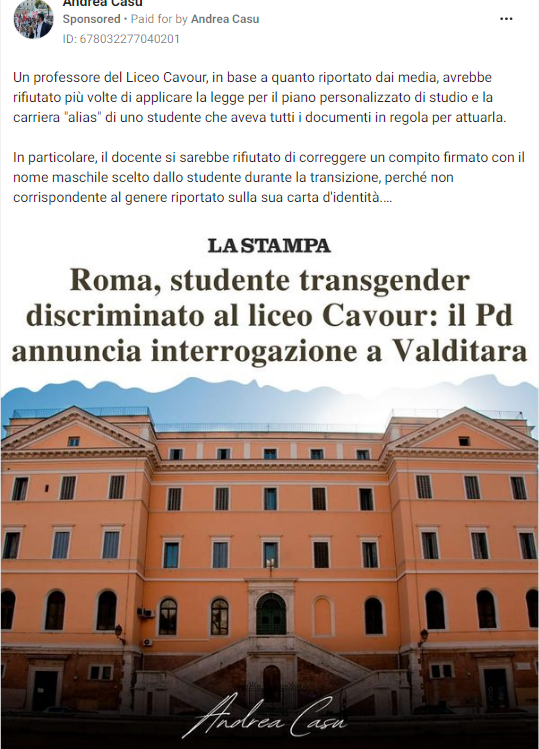 Andrea Casu
Sponsored • Paid for by Andrea Casu
ID: 678032277040201
Un professore del Liceo Cavour, in base a quanto riportato dai media, avrebbe
rifiutato più volte di applicare la legge per il piano personalizzato di studio e la
carriera "alias" di uno studente che aveva tutti i documenti in regola per attuarla.
In particolare, il docente si sarebbe rifiutato di correggere un compito firmato con il
nome maschile scelto dallo studente durante la transizione, perché non
corrispondente al genere riportato sulla sua carta d'identità....
LA STAMPA
Roma, studente transgender
discriminato al liceo Cavour: il Pd
annuncia interrogazione a Valditara
Andrea Casu